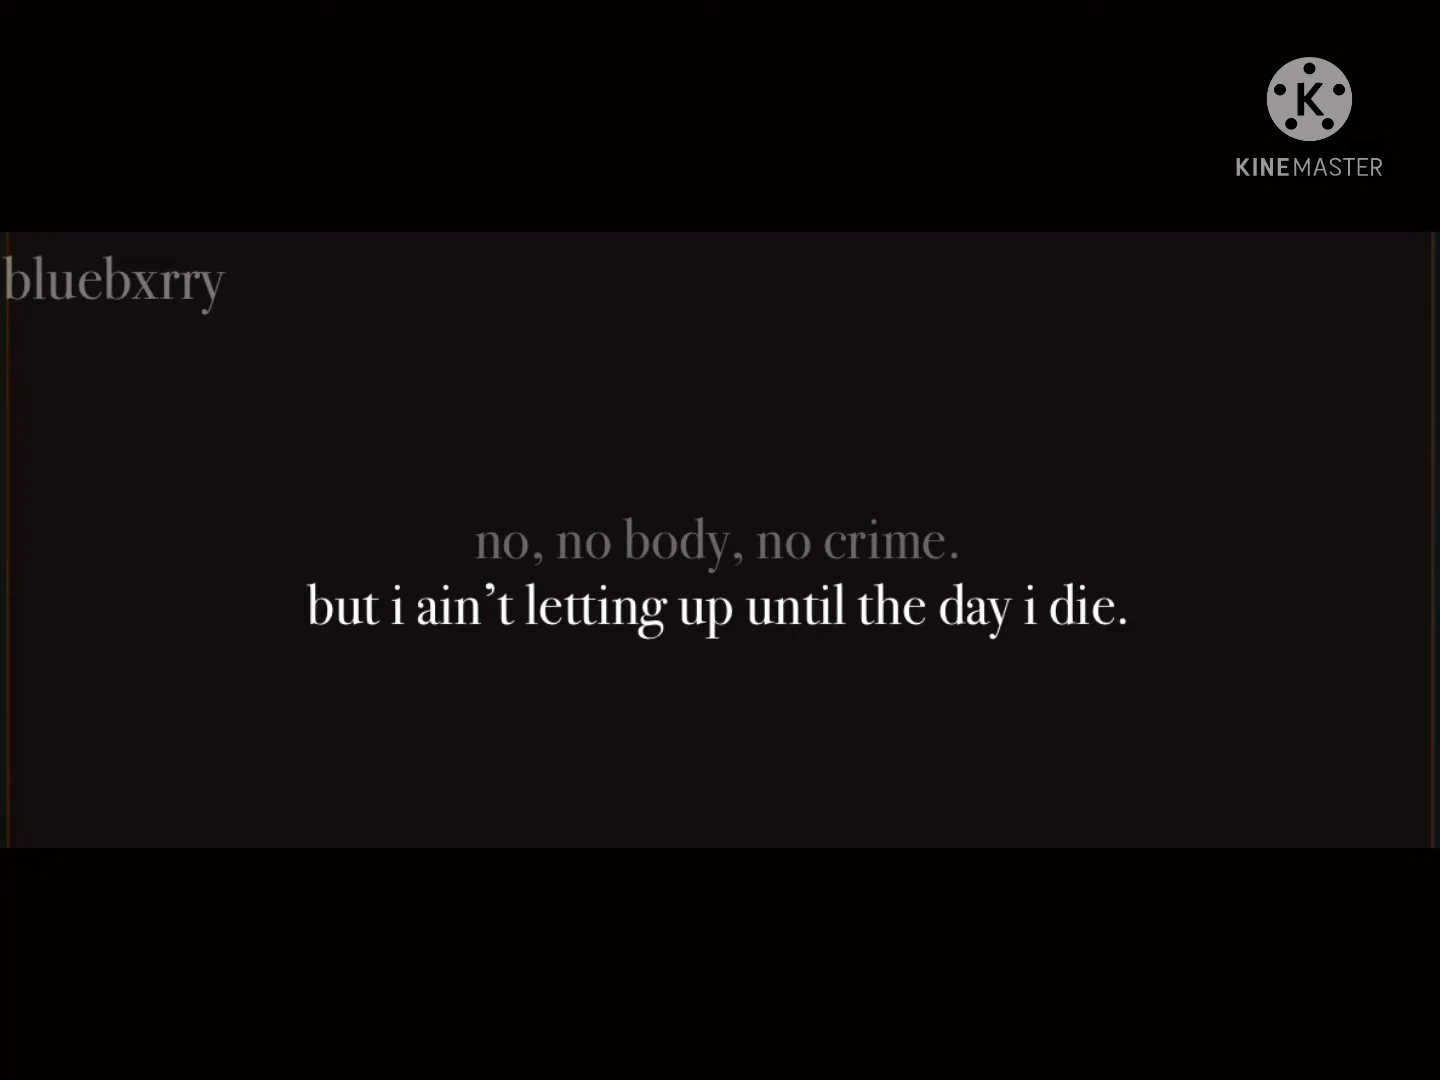 K
KINEMASTER
bluebxrry
no, no body, no crime.
but i ain’t letting up until the day i die.